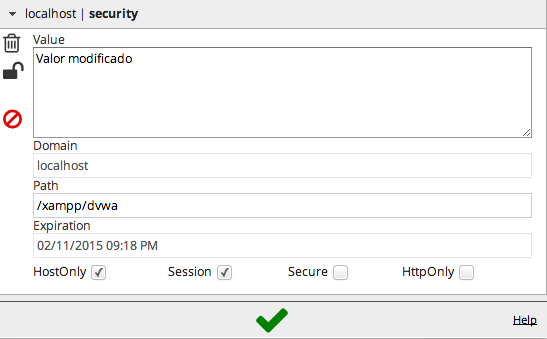 localhost | security
Value
Valor modificado
Domain
localhost
Path
/xampp/dvwa
Expiration
02/11/2015 09:18 PM
HostOnly Session Secure HttpOnly
Help